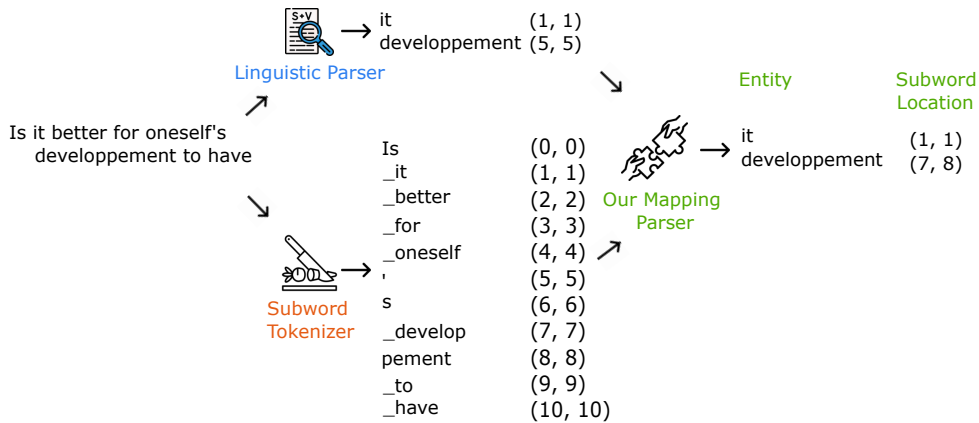 S+V
it (1, 1)
developpement (5, 5)
Linguistic Parser
Is it better for oneself's
developpement to have
Subword
Tokenizer
Is (0, 0)
_it (1, 1)
_better (2, 2)
_for (3, 3)
_oneself (4, 4)
' (5, 5)
s (6, 6)
_develop (7, 7)
pement (8, 8)
_to (9, 9)
_have (10, 10)
Our Mapping
Parser
Entity
Subword
Location
it (1, 1)
developpement (7, 8)